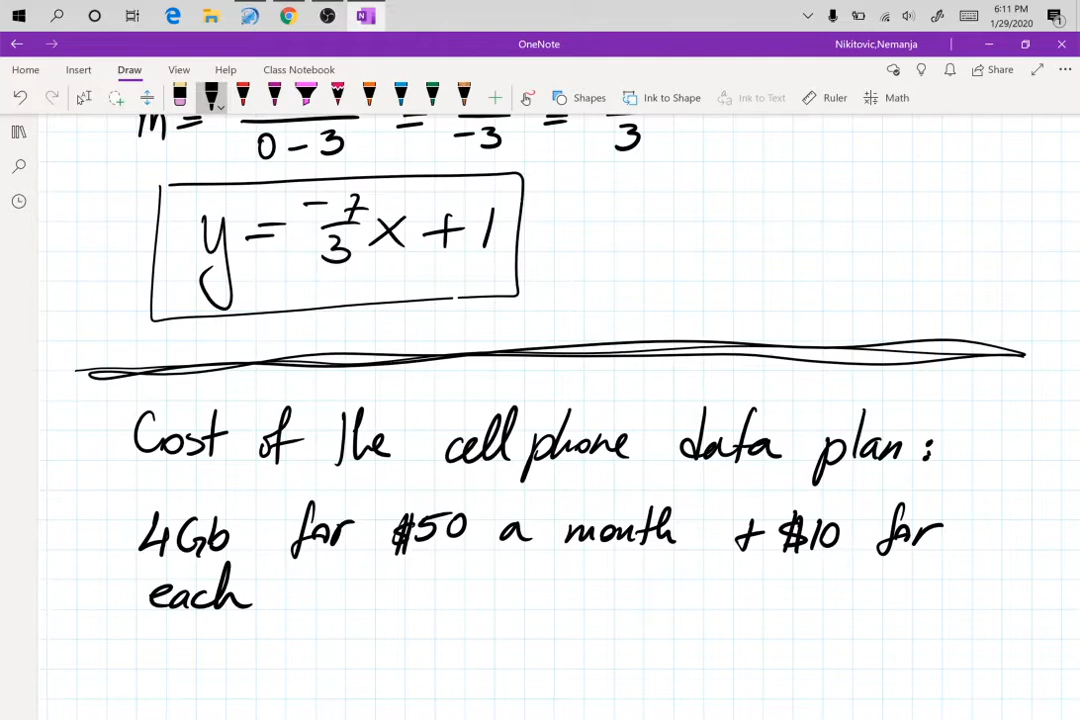 6:11 PM
1/29/2020
OneNote
Nikitovic,Nemanja
Home Insert Draw View Help Class Notebook
Share
Shapes Ink to Shape Ink to Text Ruler Math
m = 0-3 = -3 = 3
y = -7/3 x + 1
Cost of the cell phone data plan:
4Gb for $50 a month + $10 for
each